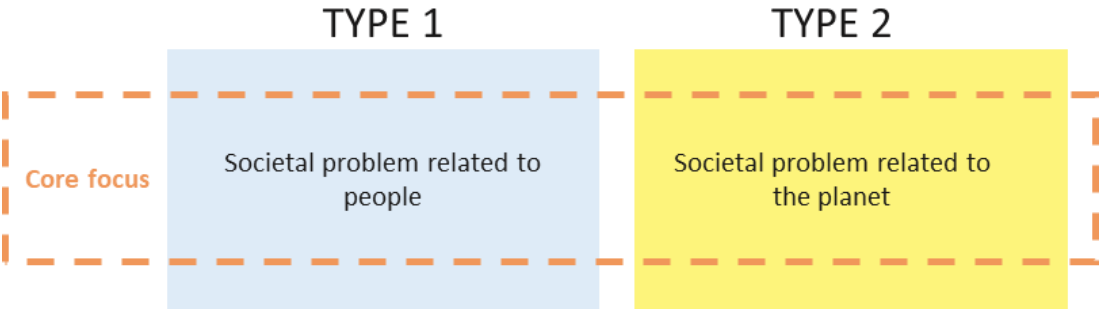 TYPE 1
TYPE 2
Core focus
Societal problem related to
people
Societal problem related to
the planet